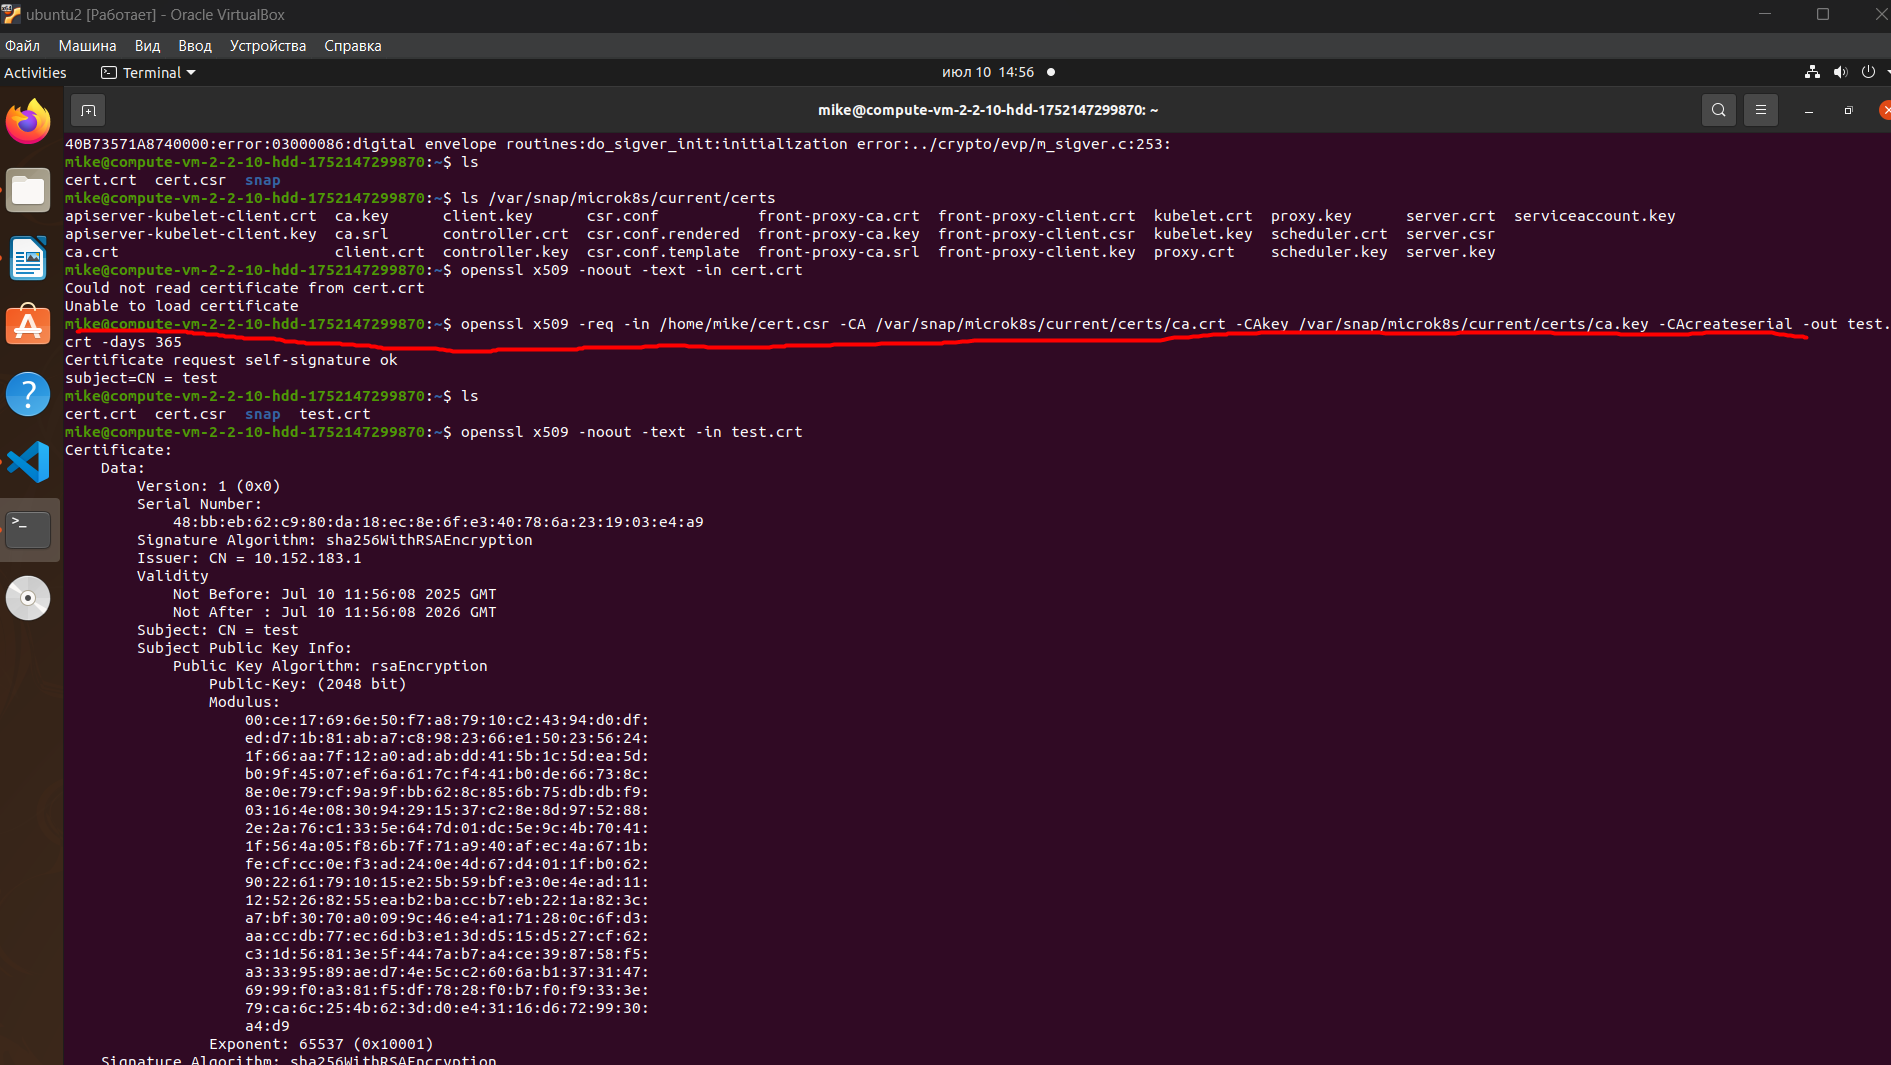 ubuntu2 [Работает] - Oracle VirtualBox
Файл Машина Вид Ввод Устройства Справка
Activities Terminal июл 10 14:56
mike@compute-vm-2-2-10-hdd-1752147299870: ~
40B73571A8740000:error:03000086:digital envelope routines:do_sigver_init:initialization error:../crypto/evp/m_sigver.c:253:
mike@compute-vm-2-2-10-hdd-1752147299870:~$ ls
cert.crt cert.csr snap
mike@compute-vm-2-2-10-hdd-1752147299870:~$ ls /var/snap/microk8s/current/certs
apiserver-kubelet-client.crt ca.key client.key csr.conf front-proxy-ca.crt front-proxy-client.crt kubelet.crt proxy.key server.crt serviceaccount.key
apiserver-kubelet-client.key ca.srl controller.crt csr.conf.rendered front-proxy-ca.key front-proxy-client.csr kubelet.key scheduler.crt server.csr
ca.crt client.crt controller.key csr.conf.template front-proxy-ca.srl front-proxy-client.key proxy.crt scheduler.key server.key
mike@compute-vm-2-2-10-hdd-1752147299870:~$ openssl x509 -noout -text -in cert.crt
Could not read certificate from cert.crt
Unable to load certificate
mike@compute-vm-2-2-10-hdd-1752147299870:~$ openssl x509 -req -in /home/mike/cert.csr -CA /var/snap/microk8s/current/certs/ca.crt -CAkey /var/snap/microk8s/current/certs/ca.key -CAcreateserial -out test.
crt -days 365
Certificate request self-signature ok
subject=CN = test
mike@compute-vm-2-2-10-hdd-1752147299870:~$ ls
cert.crt cert.csr snap test.crt
mike@compute-vm-2-2-10-hdd-1752147299870:~$ openssl x509 -noout -text -in test.crt
Certificate:
Data:
Version: 1 (0x0)
Serial Number:
48:bb:eb:62:c9:80:da:18:ec:8e:6f:e3:40:78:6a:23:19:03:e4:a9
Signature Algorithm: sha256WithRSAEncryption
Issuer: CN = 10.152.183.1
Validity
Not Before: Jul 10 11:56:08 2025 GMT
Not After : Jul 10 11:56:08 2026 GMT
Subject: CN = test
Subject Public Key Info:
Public Key Algorithm: rsaEncryption
Public-Key: (2048 bit)
Modulus:
00:ce:17:69:6e:50:f7:a8:79:10:c2:43:94:d0:df:
ed:d7:1b:81:ab:a7:c8:98:23:66:e1:50:23:56:24:
1f:66:aa:7f:12:a0:ad:ab:dd:41:5b:1c:5d:ea:5d:
b0:9f:45:07:ef:6a:61:7c:f4:41:b0:de:66:73:8c:
8e:0e:79:cf:9a:9f:bb:62:8c:85:6b:75:db:db:f9:
03:16:4e:08:30:94:29:15:37:c2:8e:8d:97:52:88:
2e:2a:76:c1:33:5e:64:7d:01:dc:5e:9c:4b:70:41:
1f:56:4a:05:f8:6b:7f:71:a9:40:af:ec:4a:67:1b:
fe:cf:cc:0e:f3:ad:24:0e:4d:67:d4:01:1f:b0:62:
90:22:61:79:10:15:e2:5b:59:bf:e3:0e:4e:ad:11:
12:52:26:82:55:ea:b2:ba:cc:b7:eb:22:1a:82:3c:
a7:bf:30:70:a0:09:9c:46:e4:a1:71:28:0c:6f:d3:
aa:cc:db:77:ec:6d:b3:e1:3d:d5:15:d5:27:cf:62:
c3:1d:56:81:3e:5f:44:7a:b7:a4:ce:39:87:58:f5:
a3:33:95:89:ae:d7:4e:5c:c2:60:6a:b1:37:31:47:
69:99:f0:a3:81:f5:df:78:28:f0:b7:f0:f9:33:3e:
79:ca:6c:25:4b:62:3d:d0:e4:31:16:d6:72:99:30:
a4:d9
Exponent: 65537 (0x10001)
Signature Algorithm: sha256WithRSAEncryption